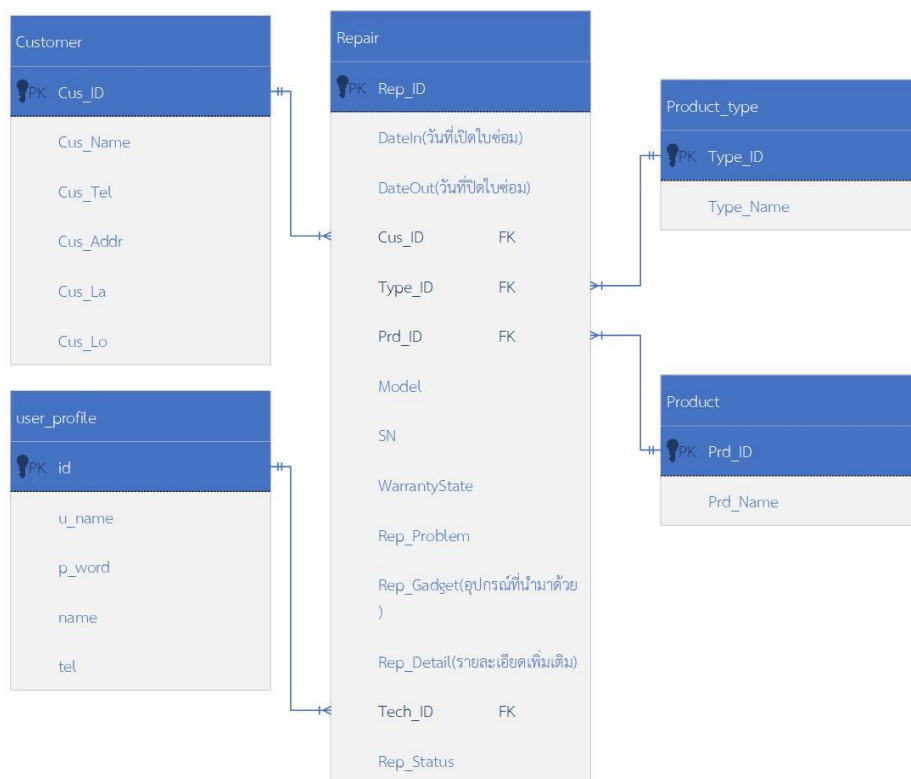 Customer
PK Cus_ID
Cus_Name
Cus_Tel
Cus_Addr
Cus_La
Cus_Lo
user_profile
PK id
u_name
p_word
name
tel
Repair
PK Rep_ID
DateIn(วันที่เปิดใบซ่อม)
DateOut(วันที่ปิดใบซ่อม)
Cus_ID FK
Type_ID FK
Prd_ID FK
Model
SN
WarrantyState
Rep_Problem
Rep_Gadget(อุปกรณ์ที่นำมาด้วย
)
Rep_Detail(รายละเอียดเพิ่มเติม)
Tech_ID FK
Rep_Status
Product_type
PK Type_ID
Type_Name
Product
PK Prd_ID
Prd_Name